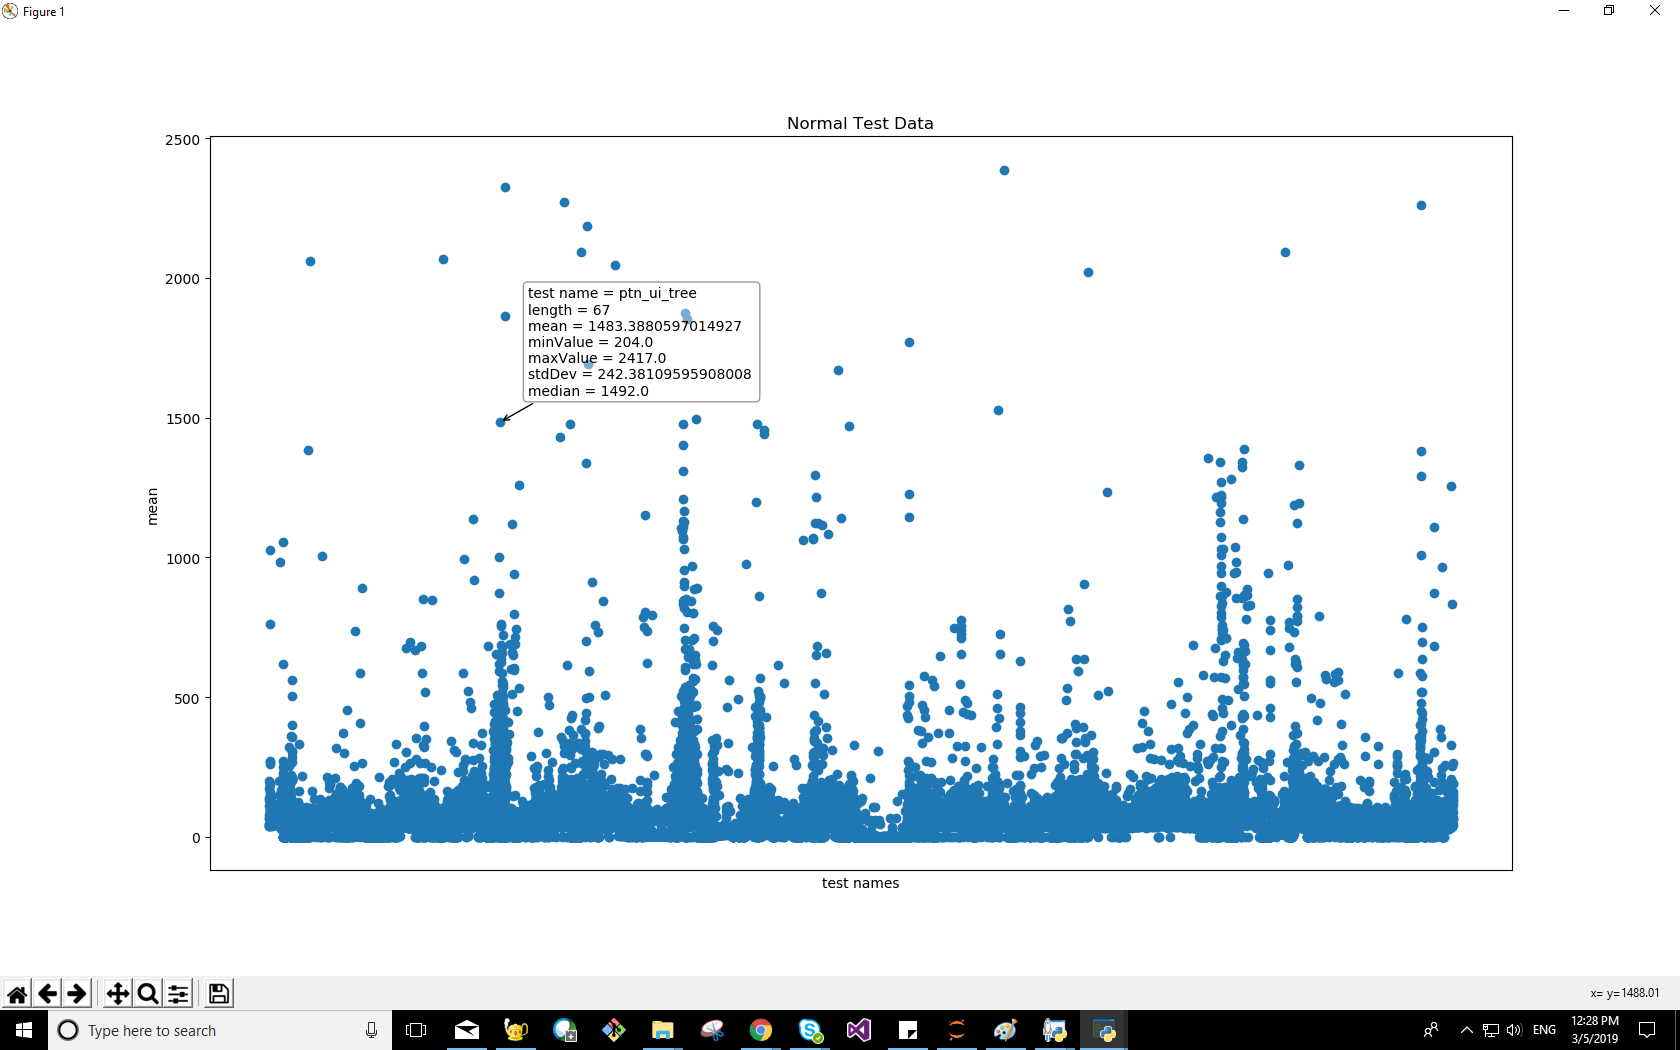 Figure 1
Normal Test Data
2500
2000
1500
1000
500
0
mean
test name = ptn_ui_tree
length = 67
mean = 1483.3880597014927
minValue = 204.0
maxValue = 2417.0
stdDev = 242.38109595908008
median = 1492.0
test names
x= y=1488.01
Type here to search
ENG
12:28 PM
3/5/2019